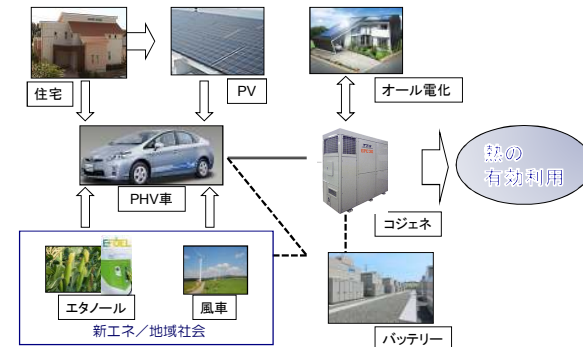 住宅
PV
オール電化
PHV車
熱の
有効利用
コジェネ
エタノール
風車
新エネ／地域社会
バッテリー